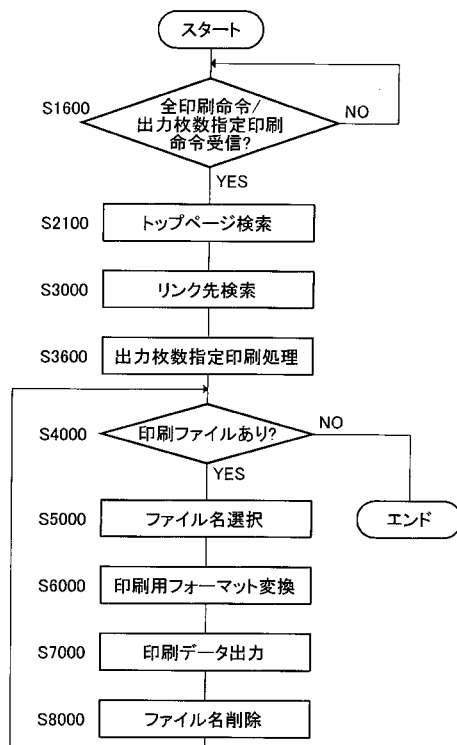 スタート
S1600
全印刷命令/
出力枚数指定印刷
命令受信?
NO
YES
S2100
トップページ検索
S3000
リンク先検索
S3600
出力枚数指定印刷処理
S4000
印刷ファイルあり?
NO
YES
S5000
ファイル名選択
エンド
S6000
印刷用フォーマット変換
S7000
印刷データ出力
S8000
ファイル名削除